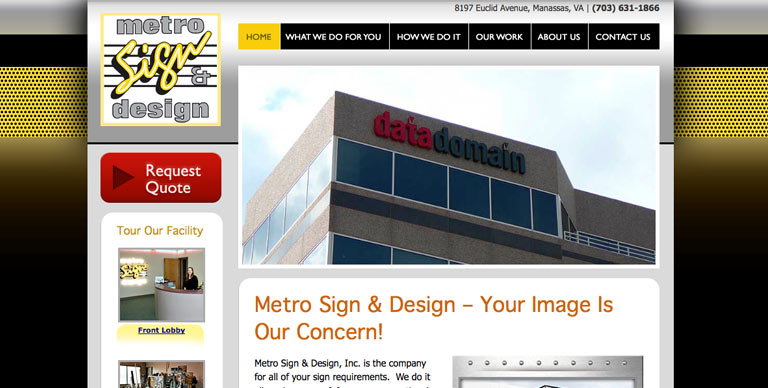 8197 Euclid Avenue, Manassas, VA | (703) 631-1866
metro
Sign &
design
HOME
WHAT WE DO FOR YOU
HOW WE DO IT
OUR WORK
ABOUT US
CONTACT US
datadomain
Request
Quote
Tour Our Facility
Sign
Front Lobby
Metro Sign & Design – Your Image Is
Our Concern!
Metro Sign & Design, Inc. is the company
for all of your sign requirements. We do it